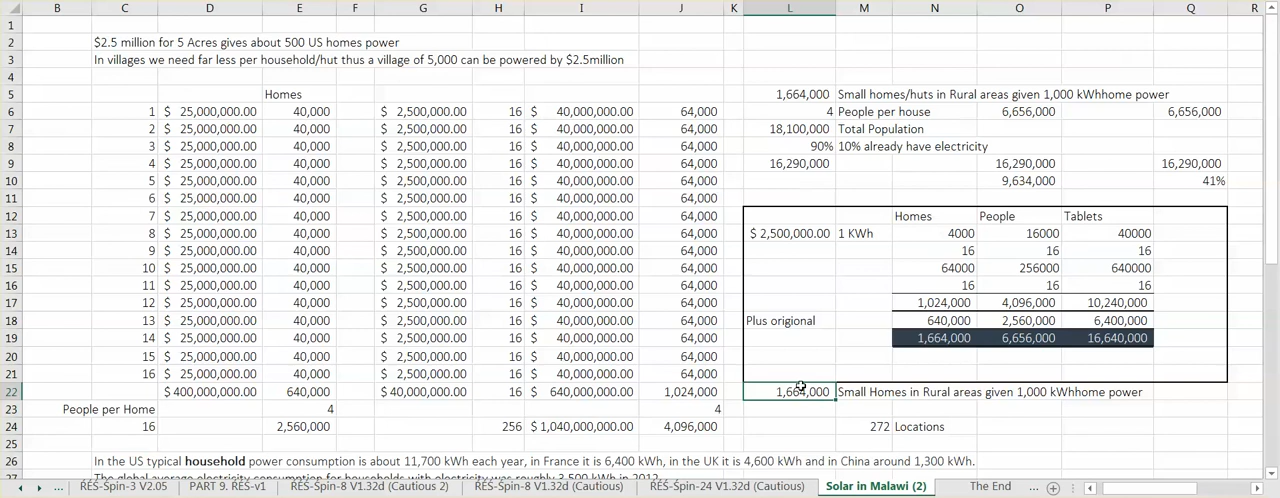 B C D E F G H I J K L M N O P Q R
1
2 $2.5 million for 5 Acres gives about 500 US homes power
3 In villages we need far less per household/hut thus a village of 5,000 can be powered by $2.5million
4
5 Homes 1,664,000 Small homes/huts in Rural areas given 1,000 kWhhome power
6 1 $ 25,000,000.00 40,000 $ 2,500,000.00 16 $ 40,000,000.00 64,000 4 People per house 6,656,000 6,656,000
7 2 $ 25,000,000.00 40,000 $ 2,500,000.00 16 $ 40,000,000.00 64,000 18,100,000 Total Population
8 3 $ 25,000,000.00 40,000 $ 2,500,000.00 16 $ 40,000,000.00 64,000 90% 10% already have electricity
9 4 $ 25,000,000.00 40,000 $ 2,500,000.00 16 $ 40,000,000.00 64,000 16,290,000 16,290,000 16,290,000
10 5 $ 25,000,000.00 40,000 $ 2,500,000.00 16 $ 40,000,000.00 64,000 9,634,000 41%
11 6 $ 25,000,000.00 40,000 $ 2,500,000.00 16 $ 40,000,000.00 64,000
12 7 $ 25,000,000.00 40,000 $ 2,500,000.00 16 $ 40,000,000.00 64,000 Homes People Tablets
13 8 $ 25,000,000.00 40,000 $ 2,500,000.00 16 $ 40,000,000.00 64,000 $ 2,500,000.00 1 KWh 4000 16000 40000
14 9 $ 25,000,000.00 40,000 $ 2,500,000.00 16 $ 40,000,000.00 64,000 16 16 16
15 10 $ 25,000,000.00 40,000 $ 2,500,000.00 16 $ 40,000,000.00 64,000 64000 256000 640000
16 11 $ 25,000,000.00 40,000 $ 2,500,000.00 16 $ 40,000,000.00 64,000 16 16 16
17 12 $ 25,000,000.00 40,000 $ 2,500,000.00 16 $ 40,000,000.00 64,000 1,024,000 4,096,000 10,240,000
18 13 $ 25,000,000.00 40,000 $ 2,500,000.00 16 $ 40,000,000.00 64,000 Plus origional 640,000 2,560,000 6,400,000
19 14 $ 25,000,000.00 40,000 $ 2,500,000.00 16 $ 40,000,000.00 64,000 1,664,000 6,656,000 16,640,000
20 15 $ 25,000,000.00 40,000 $ 2,500,000.00 16 $ 40,000,000.00 64,000
21 16 $ 25,000,000.00 40,000 $ 2,500,000.00 16 $ 40,000,000.00 64,000
22 $400,000,000.00 640,000 $ 40,000,000.00 16 $ 640,000,000.00 1,024,000 1,664,000 Small Homes in Rural areas given 1,000 kWhhome power
23 People per Home 4 4
24 16 2,560,000 256 $ 1,040,000,000.00 4,096,000 272 Locations
26 In the US typical household power consumption is about 11,700 kWh each year, in France it is 6,400 kWh, in the UK it is 4,600 kWh and in China around 1,300 kWh.
27 The global average electricity consumption for households with electricity was roughly 3,500 kWh in 2012
... RES-Spin-3 V2.05 RES-v1 RES-Spin-8 V1.32d (Cautious 2) RES-Spin-8 V1.32d (Cautious) RES-Spin-24 V1.32d (Cautious) Solar in Malawi (2) The End ...